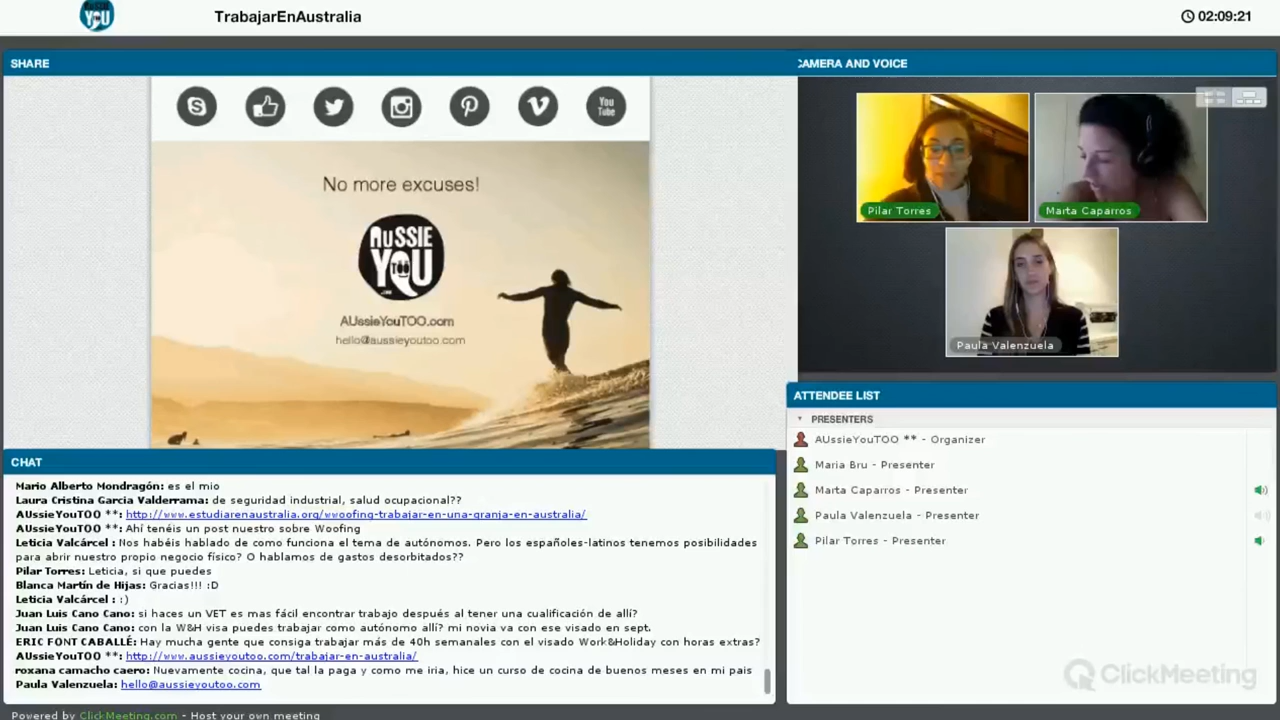 AUSSIE YOU
TrabajarEnAustralia
02:09:21
SHARE
You Tube
No more excuses!
AUSSIE YOU TOO .com
AUssieYouTOO.com
hello@aussieyoutoo.com
CAMERA AND VOICE
Pilar Torres
Marta Caparros
Paula Valenzuela
ATTENDEE LIST
PRESENTERS
AUssieYouTOO ** - Organizer
Maria Bru - Presenter
Marta Caparros - Presenter
Paula Valenzuela - Presenter
Pilar Torres - Presenter
ClickMeeting
CHAT
Mario Alberto Mondragón: es el mio
Laura Cristina Garcia Valderrama: de seguridad industrial, salud ocupacional??
AUssieYouTOO **: http://www.estudiarenaustralia.org/wwoofing-trabajar-en-una-granja-en-australia/
AUssieYouTOO **: Ahí tenéis un post nuestro sobre Woofing
Leticia Valcárcel : Nos habéis hablado de como funciona el tema de autónomos. Pero los españoles-latinos tenemos posibilidades
para abrir nuestro propio negocio físico? O hablamos de gastos desorbitados??
Pilar Torres: Leticia, si que puedes
Blanca Martín de Hijas: Gracias!!! :D
Leticia Valcárcel : :)
Juan Luis Cano Cano: si haces un VET es mas fácil encontrar trabajo después al tener una cualificación de allí?
Juan Luis Cano Cano: con la W&H visa puedes trabajar como autónomo allí? mi novia va con ese visado en sept.
ERIC FONT CABALLÉ: Hay mucha gente que consiga trabajar más de 40h semanales con el visado Work&Holiday con horas extras?
AUssieYouTOO **: http://www.aussieyoutoo.com/trabajar-en-australia/
roxana camacho caero: Nuevamente cocina, que tal la paga y como me iria, hice un curso de cocina de buenos meses en mi pais
Paula Valenzuela: hello@aussieyoutoo.com
Powered by ClickMeeting.com - Host your own meeting